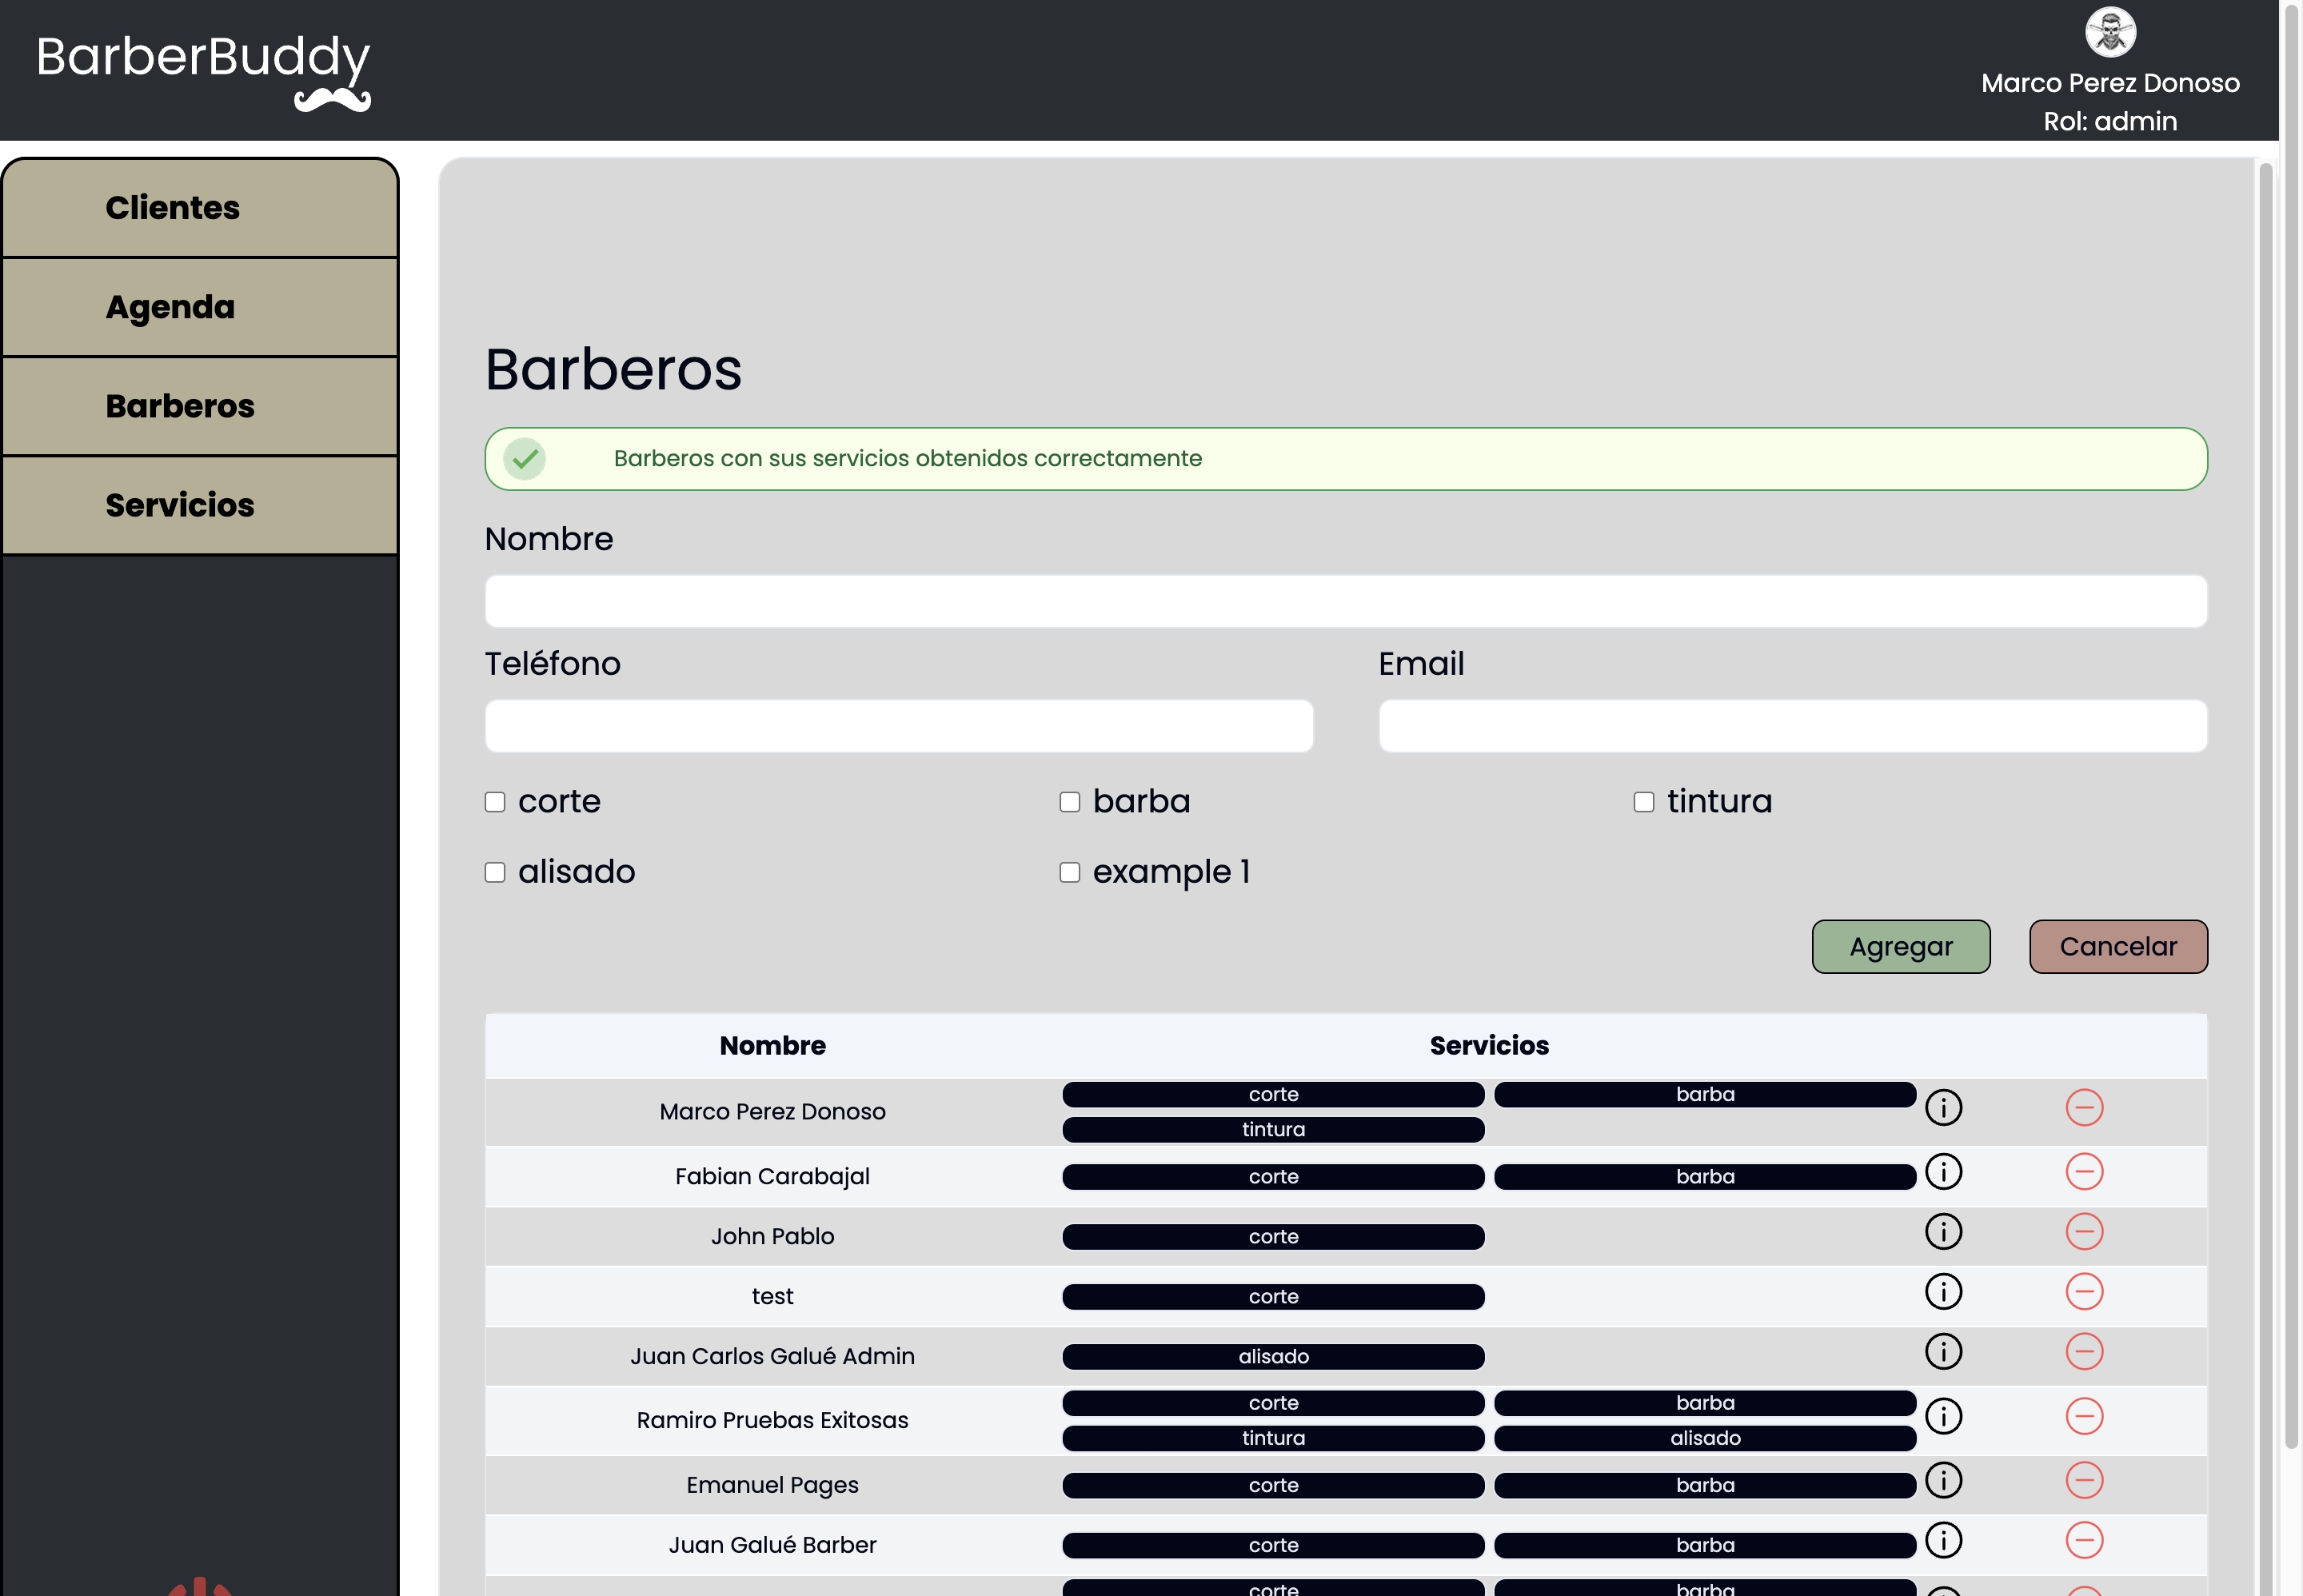 BarberBuddy
Marco Perez Donoso
Rol: admin
Clientes
Agenda
Barberos
Servicios
Barberos
Barberos con sus servicios obtenidos correctamente
Nombre
Teléfono
Email
corte
barba
tintura
alisado
example 1
Agregar
Cancelar
Nombre
Servicios
Marco Perez Donoso
corte
barba
tintura
Fabian Carabajal
corte
barba
John Pablo
corte
test
corte
Juan Carlos Galué Admin
alisado
Ramiro Pruebas Exitosas
corte
barba
tintura
alisado
Emanuel Pages
corte
barba
Juan Galué Barber
corte
barba
corte
barba